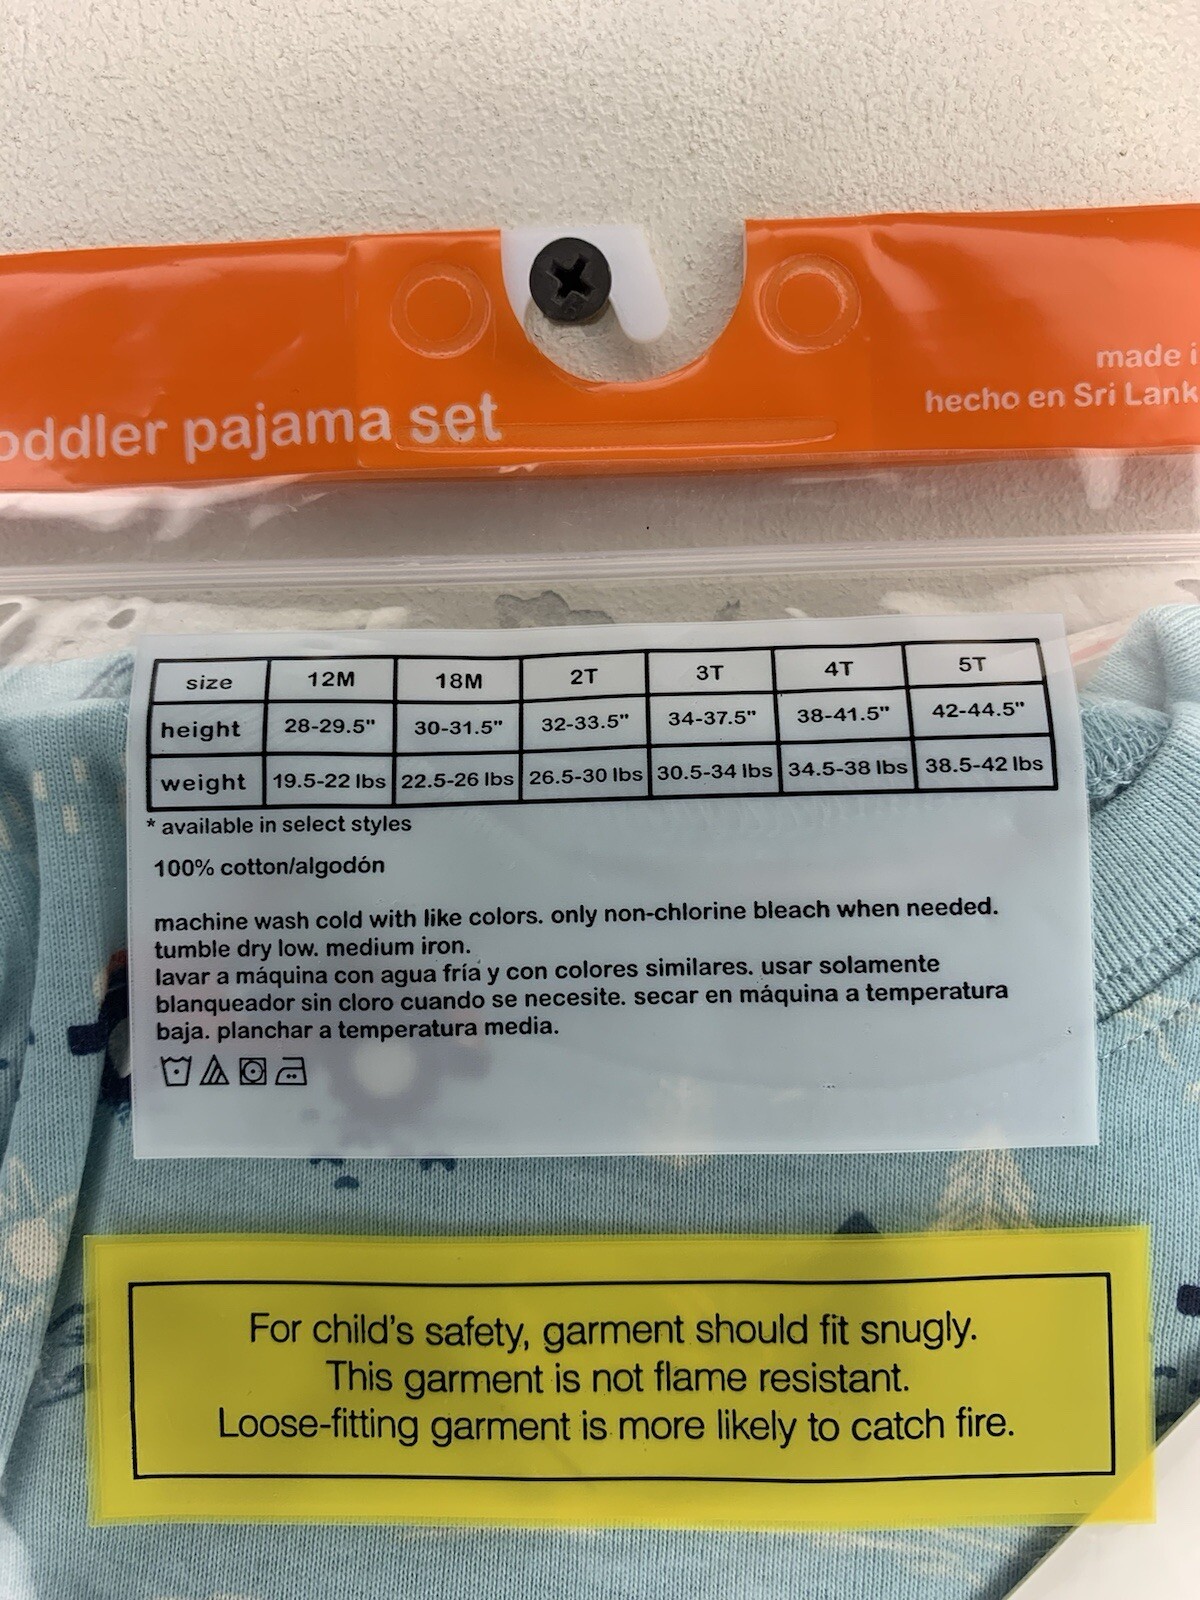 oddler pajama set
made i
hecho en Sri Lank
size 12M 18M 2T 3T 4T 5T
height 28-29.5" 30-31.5" 32-33.5" 34-37.5" 38-41.5" 42-44.5"
weight 19.5-22 lbs 22.5-26 lbs 26.5-30 lbs 30.5-34 lbs 34.5-38 lbs 38.5-42 lbs
* available in select styles
100% cotton/algodón
machine wash cold with like colors. only non-chlorine bleach when needed.
tumble dry low. medium iron.
lavar a máquina con agua fría y con colores similares. usar solamente
blanqueador sin cloro cuando se necesite. secar en máquina a temperatura
baja. planchar a temperatura media.
For child's safety, garment should fit snugly.
This garment is not flame resistant.
Loose-fitting garment is more likely to catch fire.